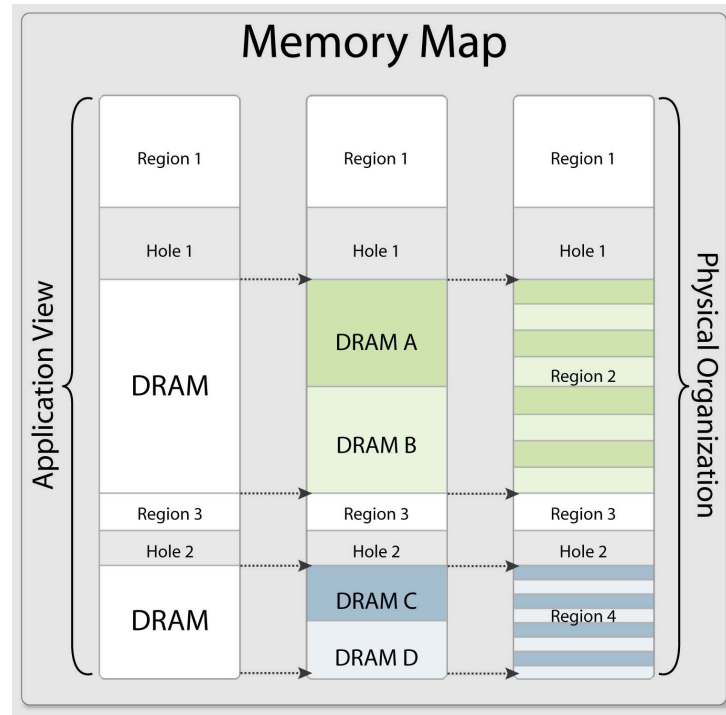 Memory Map
Application View
Region 1
Hole 1
DRAM
Region 3
Hole 2
DRAM
Region 1
Hole 1
DRAM A
DRAM B
Region 3
Hole 2
DRAM C
DRAM D
Region 1
Hole 1
Region 2
Region 3
Hole 2
Region 4
Physical Organization